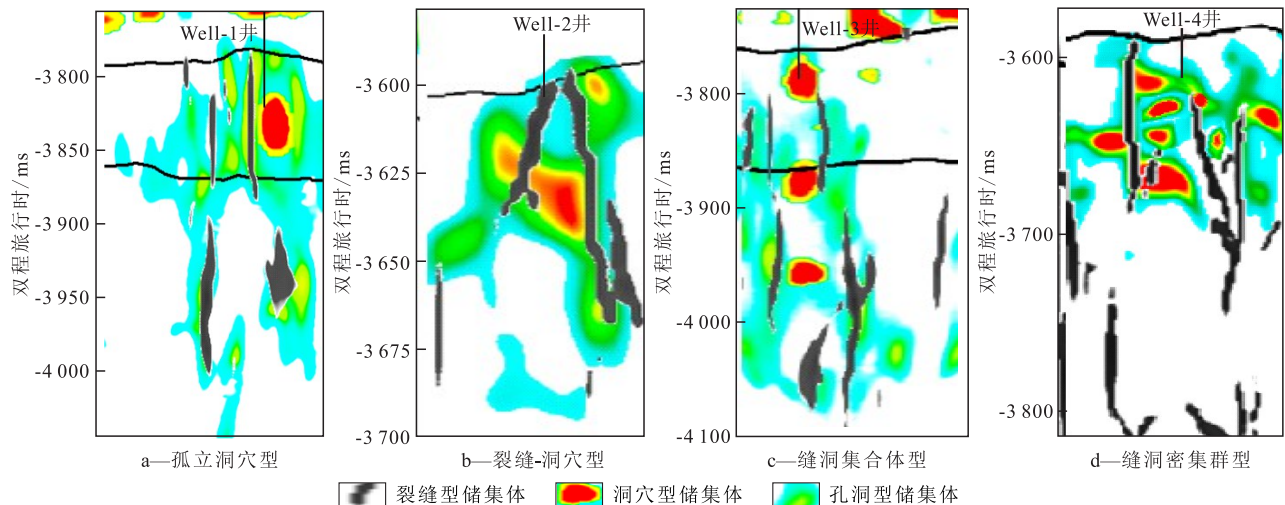 Well-1井
双程旅行时/ms
-3 800
-3 850
-3 900
-3 950
-4 000
a—孤立洞穴型
Well-2井
双程旅行时/ms
-3 600
-3 625
-3 650
-3 675
-3 700
b—裂缝-洞穴型
Well-3井
双程旅行时/ms
-3 800
-3 900
-4 000
-4 100
c—缝洞集合体型
Well-4井
双程旅行时/ms
-3 600
-3 700
-3 800
d—缝洞密集群型
裂缝型储集体
洞穴型储集体
孔洞型储集体